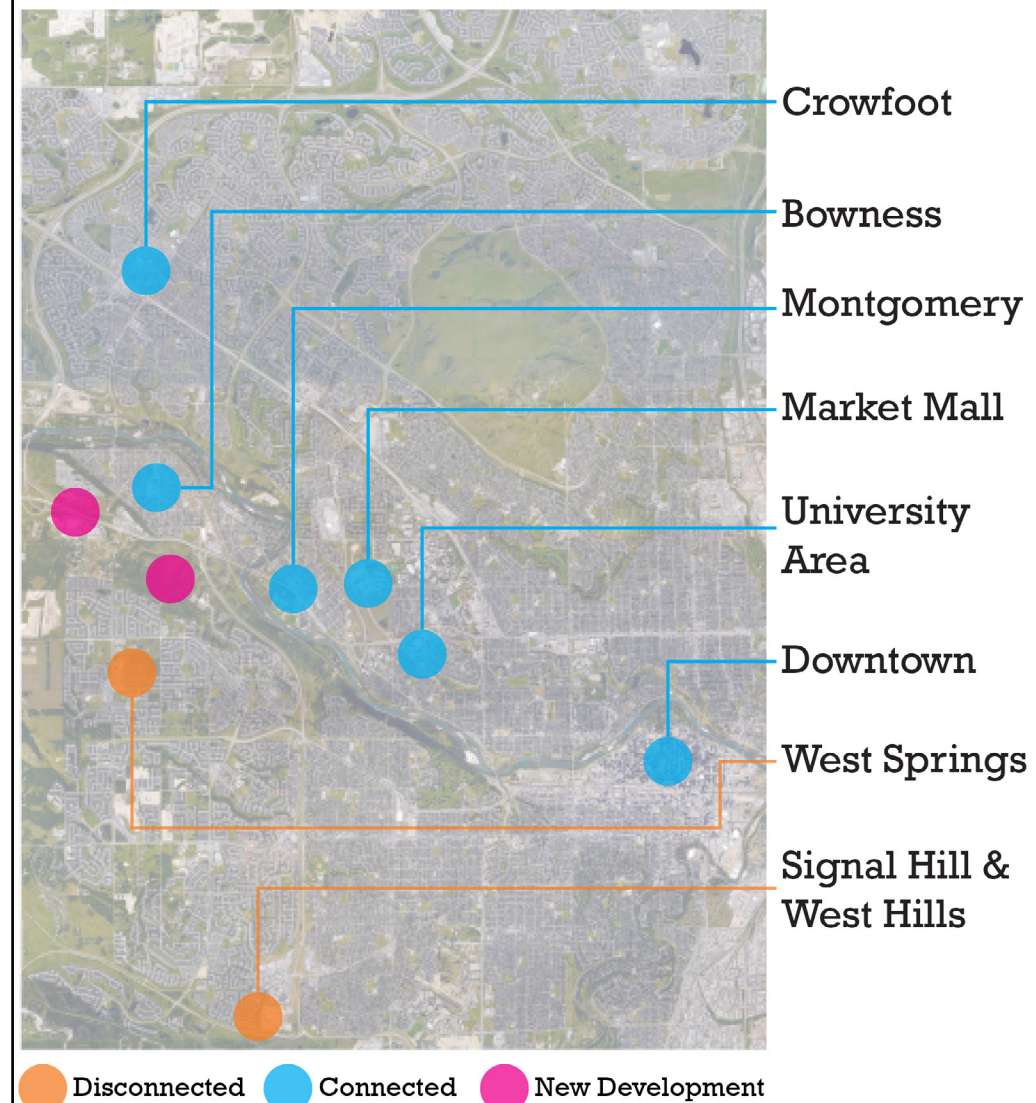 Crowfoot
Bowness
Montgomery
Market Mall
University
Area
Downtown
West Springs
Signal Hill &
West Hills
Disconnected Connected New Development